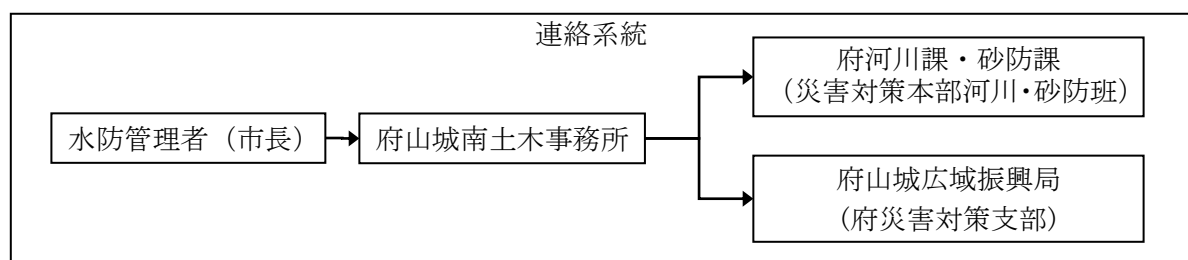 連絡系統
水防管理者（市長）
府山城南土木事務所
府河川課・砂防課
（災害対策本部河川・砂防班）
府山城広域振興局
（府災害対策支部）